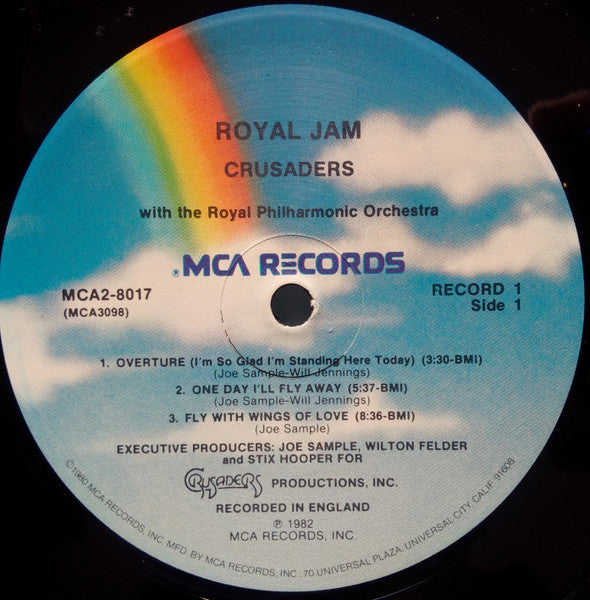 ROYAL JAM
CRUSADERS
with the Royal Philharmonic Orchestra
®MCA RECORDS
MCA2-8017
(MCA3098)
RECORD 1
Side 1
1. OVERTURE (I'm So Glad I'm Standing Here Today) (3:30-BMI)
(Joe Sample-Will Jennings)
2. ONE DAY I'LL FLY AWAY (5:37-BMI)
(Joe Sample-Will Jennings)
3. FLY WITH WINGS OF LOVE (8:36-BMI)
(Joe Sample)
EXECUTIVE PRODUCERS: JOE SAMPLE, WILTON FELDER
and STIX HOOPER FOR
CRUSADERS PRODUCTIONS, INC.
RECORDED IN ENGLAND
℗ 1982
MCA RECORDS, INC.
©1980 MCA RECORDS, INC. MFD. BY MCA RECORDS, INC., 70 UNIVERSAL PLAZA, UNIVERSAL CITY, CALIF. 91608